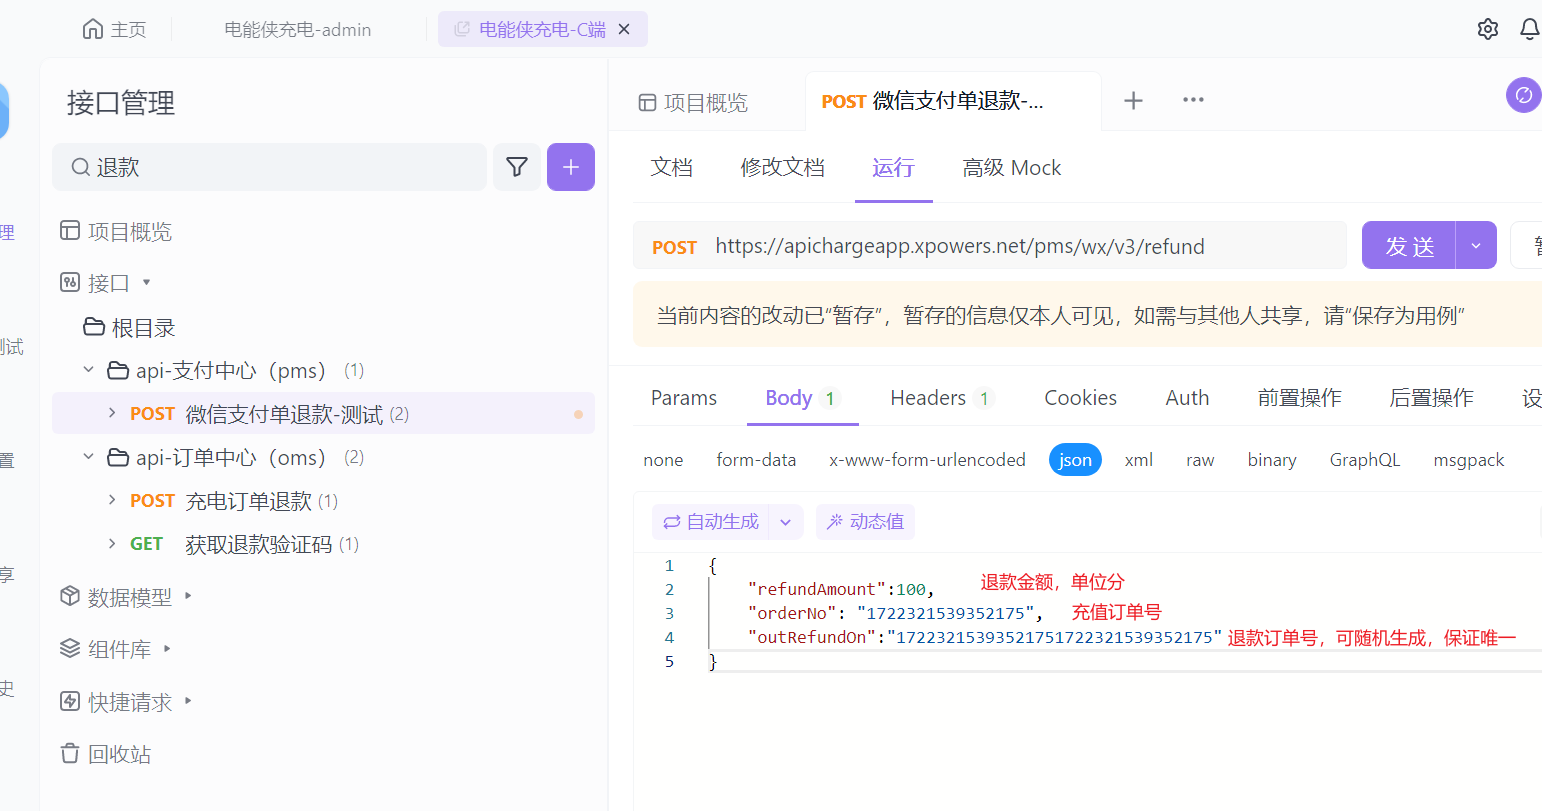 主页
电能侠充电-admin
电能侠充电-C端
接口管理
退款
项目概览
接口
根目录
api-支付中心（pms） (1)
POST 微信支付单退款-测试 (2)
api-订单中心（oms） (2)
POST 充电订单退款 (1)
GET 获取退款验证码 (1)
数据模型
组件库
快捷请求
回收站
理
测试
置
享
史
项目概览
POST 微信支付单退款-...
文档 修改文档 运行 高级 Mock
POST https://apichargeapp.xpowers.net/pms/wx/v3/refund
发 送
当前内容的改动已“暂存”，暂存的信息仅本人可见，如需与其他人共享，请“保存为用例”
Params Body 1 Headers 1 Cookies Auth 前置操作 后置操作 设
none form-data x-www-form-urlencoded json xml raw binary GraphQL msgpack
自动生成 动态值
1 {
2 "refundAmount":100, 退款金额，单位分
3 "orderNo": "1722321539352175", 充值订单号
4 "outRefundOn":"17223215393521751722321539352175" 退款订单号，可随机生成，保证唯一
5 }